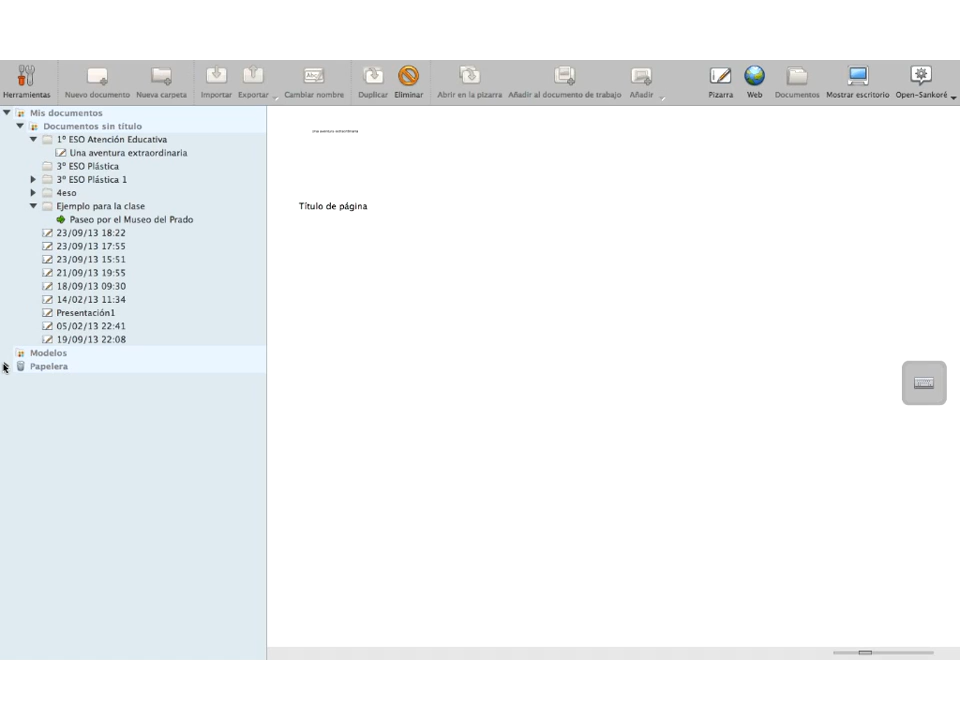 Herramientas Nuevo documento Nueva carpeta Importar Exportar Cambiar nombre Duplicar Eliminar Abrir en la pizarra Añadir al documento de trabajo Añadir Pizarra Web Documentos Mostrar escritorio Open-Sankoré
Mis documentos
Documentos sin título
1º ESO Atención Educativa
Una aventura extraordinaria
3º ESO Plástica
3º ESO Plástica 1
4eso
Ejemplo para la clase
Paseo por el Museo del Prado
23/09/13 18:22
23/09/13 17:55
23/09/13 15:51
21/09/13 19:55
18/09/13 09:30
14/02/13 11:34
Presentación1
05/02/13 22:41
19/09/13 22:08
Modelos
Papelera
Una aventura extraordinaria
Título de página